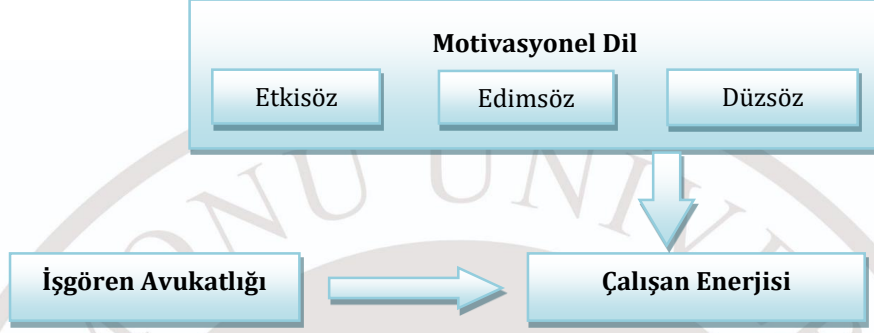 Motivasyonel Dil
Etkisöz Edimsöz Düzsöz
İşgören Avukatlığı Çalışan Enerjisi